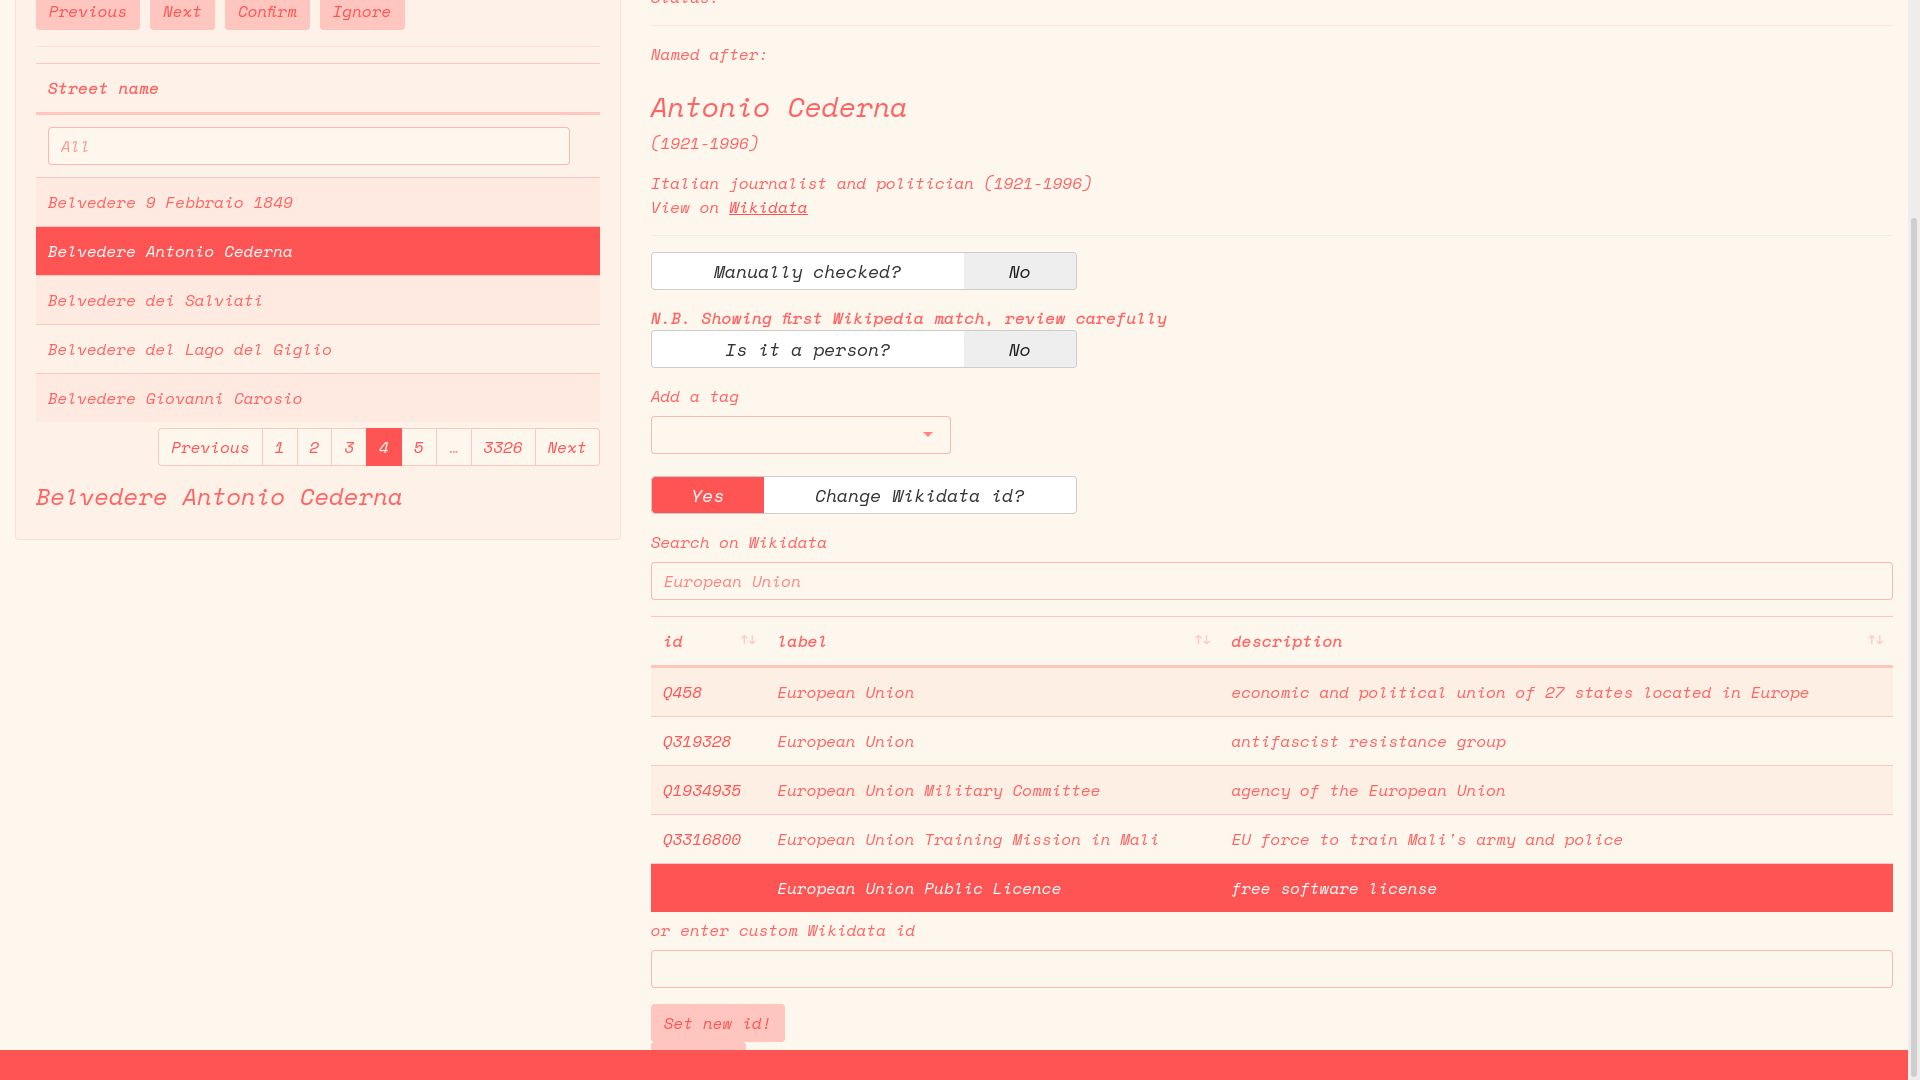 Previous Next Confirm Ignore
Street name
All
Belvedere 9 Febbraio 1849
Belvedere Antonio Cederna
Belvedere dei Salviati
Belvedere del Lago del Giglio
Belvedere Giovanni Carosio
Previous 1 2 3 4 5 … 3326 Next
Belvedere Antonio Cederna
Status:
Named after:
Antonio Cederna
(1921-1996)
Italian journalist and politician (1921-1996)
View on Wikidata
Manually checked? No
N.B. Showing first Wikipedia match, review carefully
Is it a person? No
Add a tag
Yes Change Wikidata id?
Search on Wikidata
European Union
id label description
Q458 European Union economic and political union of 27 states located in Europe
Q319328 European Union antifascist resistance group
Q1934935 European Union Military Committee agency of the European Union
Q3316800 European Union Training Mission in Mali EU force to train Mali's army and police
European Union Public Licence free software license
or enter custom Wikidata id
Set new id!